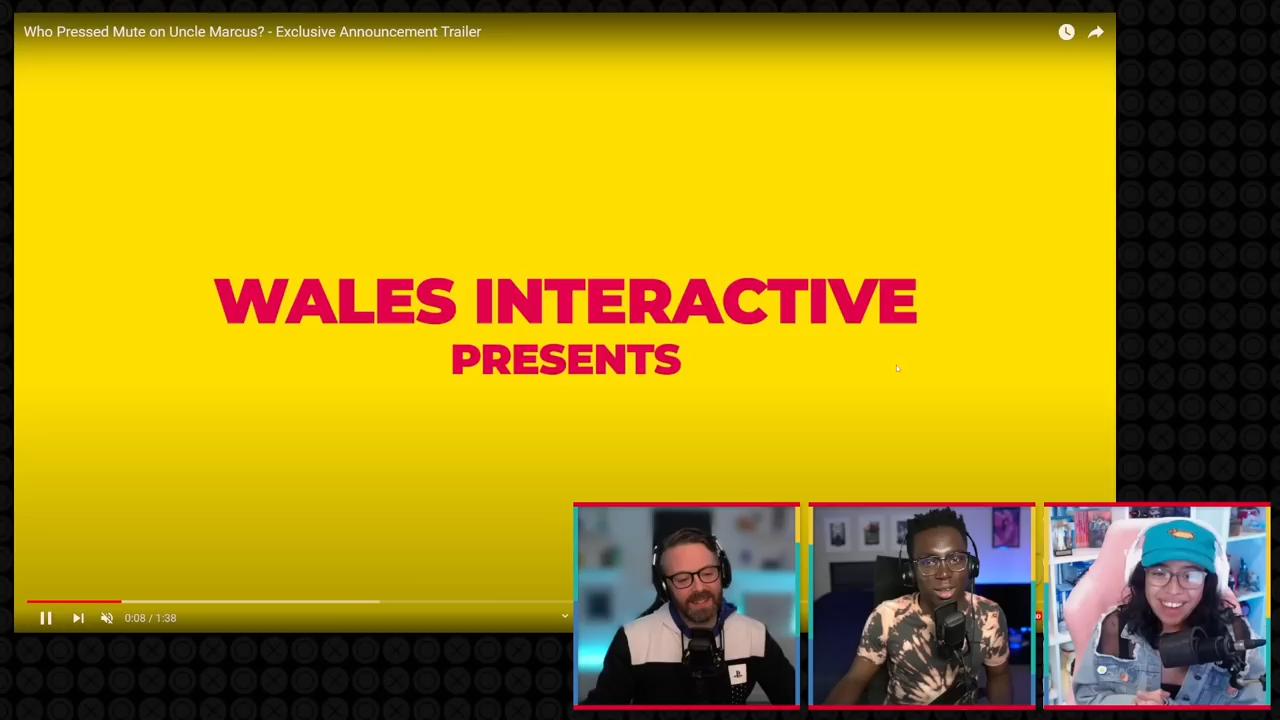 Who Pressed Mute on Uncle Marcus? - Exclusive Announcement Trailer
WALES INTERACTIVE
PRESENTS
0:08 / 1:38